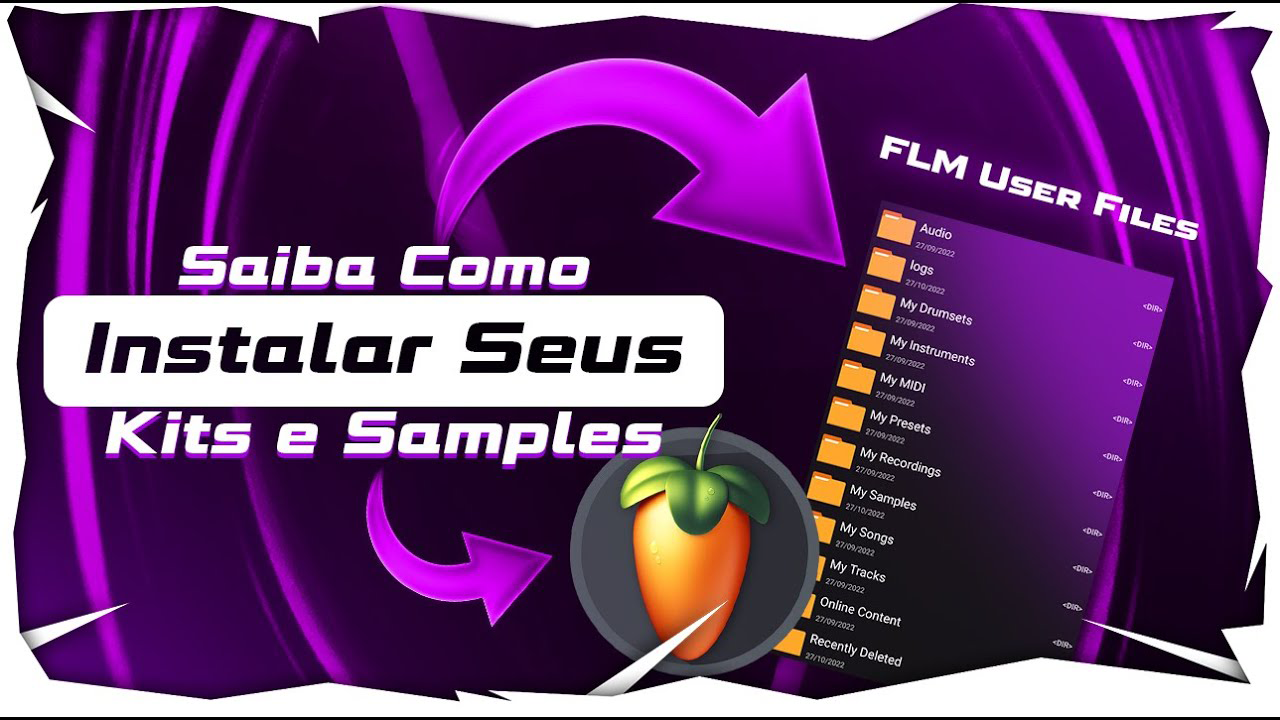 Saiba Como
Instalar Seus
Kits e Samples
FLM User Files
Audio
27/09/2022
<DIR>
logs
27/10/2022
<DIR>
My Drumsets
27/09/2022
<DIR>
My Instruments
27/09/2022
<DIR>
My MIDI
27/09/2022
<DIR>
My Presets
27/09/2022
<DIR>
My Recordings
27/09/2022
<DIR>
My Samples
27/10/2022
<DIR>
My Songs
27/09/2022
<DIR>
My Tracks
27/09/2022
<DIR>
Online Content
27/09/2022
Recently Deleted
27/10/2022